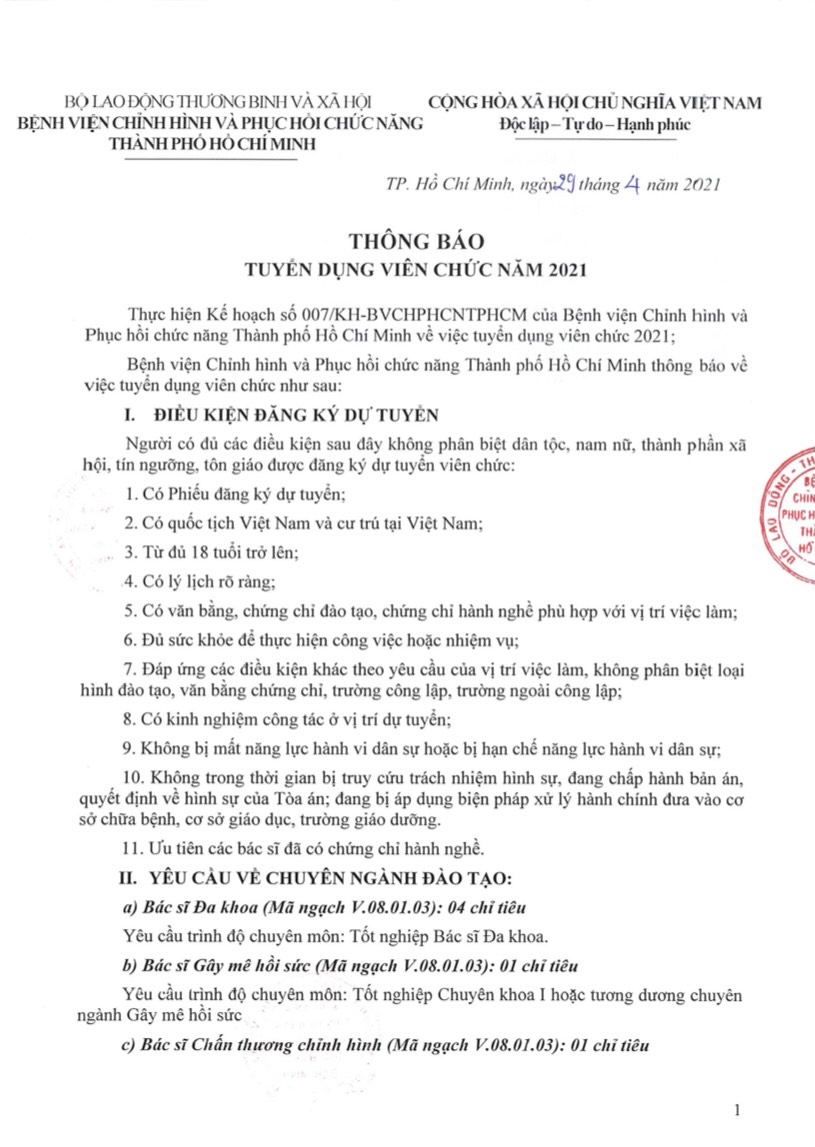 BỘ LAO ĐỘNG THƯƠNG BINH VÀ XÃ HỘI
BỆNH VIỆN CHỈNH HÌNH VÀ PHỤC HỒI CHỨC NĂNG
THÀNH PHỐ HỒ CHÍ MINH
CỘNG HÒA XÃ HỘI CHỦ NGHĨA VIỆT NAM
Độc lập – Tự do – Hạnh phúc
TP. Hồ Chí Minh, ngày 29 tháng 4 năm 2021
THÔNG BÁO
TUYỂN DỤNG VIÊN CHỨC NĂM 2021
Thực hiện Kế hoạch số 007/KH-BVCHPHCNTPHCM của Bệnh viện Chỉnh hình và
Phục hồi chức năng Thành phố Hồ Chí Minh về việc tuyển dụng viên chức 2021;
Bệnh viện Chỉnh hình và Phục hồi chức năng Thành phố Hồ Chí Minh thông báo về
việc tuyển dụng viên chức như sau:
I. ĐIỀU KIỆN ĐĂNG KÝ DỰ TUYỂN
Người có đủ các điều kiện sau đây không phân biệt dân tộc, nam nữ, thành phần xã
hội, tín ngưỡng, tôn giáo được đăng ký dự tuyển viên chức:
1. Có Phiếu đăng ký dự tuyển;
2. Có quốc tịch Việt Nam và cư trú tại Việt Nam;
3. Từ đủ 18 tuổi trở lên;
4. Có lý lịch rõ ràng;
5. Có văn bằng, chứng chỉ đào tạo, chứng chỉ hành nghề phù hợp với vị trí việc làm;
6. Đủ sức khỏe để thực hiện công việc hoặc nhiệm vụ;
7. Đáp ứng các điều kiện khác theo yêu cầu của vị trí việc làm, không phân biệt loại
hình đào tạo, văn bằng chứng chỉ, trường công lập, trường ngoài công lập;
8. Có kinh nghiệm công tác ở vị trí dự tuyển;
9. Không bị mất năng lực hành vi dân sự hoặc bị hạn chế năng lực hành vi dân sự;
10. Không trong thời gian bị truy cứu trách nhiệm hình sự, đang chấp hành bản án,
quyết định về hình sự của Tòa án; đang bị áp dụng biện pháp xử lý hành chính đưa vào cơ
sở chữa bệnh, cơ sở giáo dục, trường giáo dưỡng.
11. Ưu tiên các bác sĩ đã có chứng chỉ hành nghề.
II. YÊU CẦU VỀ CHUYÊN NGÀNH ĐÀO TẠO:
a) Bác sĩ Đa khoa (Mã ngạch V.08.01.03): 04 chỉ tiêu
Yêu cầu trình độ chuyên môn: Tốt nghiệp Bác sĩ Đa khoa.
b) Bác sĩ Gây mê hồi sức (Mã ngạch V.08.01.03): 01 chỉ tiêu
Yêu cầu trình độ chuyên môn: Tốt nghiệp Chuyên khoa I hoặc tương dương chuyên
ngành Gây mê hồi sức
c) Bác sĩ Chấn thương chỉnh hình (Mã ngạch V.08.01.03): 01 chỉ tiêu
1
BỘ LAO ĐỘNG - TH
BỆ
CHỈN
PHỤC H
THÀ
HỒ